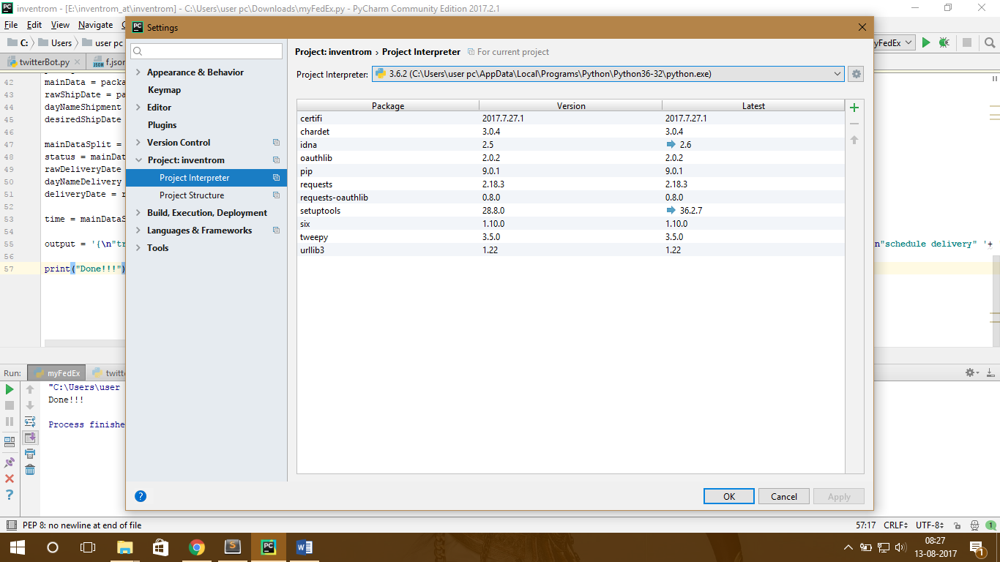 inventrom - [E:\inventrom_at\inventrom] - C:\Users\user pc\Downloads\myFedEx.py - PyCharm Community Edition 2017.2.1
File Edit View Navigate
C: Users user pc
yFedEx
twitterBot.py f.json
42 mainData = packa
43 rawShipDate = pa
44 dayNameShipment
45 desiredShipDate
46
47 mainDataSplit =
48 status = mainDat
49 rawDeliveryDate
50 dayNameDelivery
51 deliveryDate = r
52
53 time = mainDataS
54
55 output = '{\n"tr
n"schedule delivery" '+
56
57 print("Done!!!")
Settings
Appearance & Behavior
Keymap
Editor
Plugins
Version Control
Project: inventrom
Project Interpreter
Project Structure
Build, Execution, Deployment
Languages & Frameworks
Tools
Project: inventrom › Project Interpreter For current project
Project Interpreter: 3.6.2 (C:\Users\user pc\AppData\Local\Programs\Python\Python36-32\python.exe)
Package Version Latest
certifi 2017.7.27.1 2017.7.27.1
chardet 3.0.4 3.0.4
idna 2.5 2.6
oauthlib 2.0.2 2.0.2
pip 9.0.1 9.0.1
requests 2.18.3 2.18.3
requests-oauthlib 0.8.0 0.8.0
setuptools 28.8.0 36.2.7
six 1.10.0 1.10.0
tweepy 3.5.0 3.5.0
urllib3 1.22 1.22
OK Cancel Apply
Run: myFedEx twitt
"C:\Users\user
Done!!!
Process finishe
PEP 8: no newline at end of file
57:17 CRLF UTF-8 1
08:27
13-08-2017
1